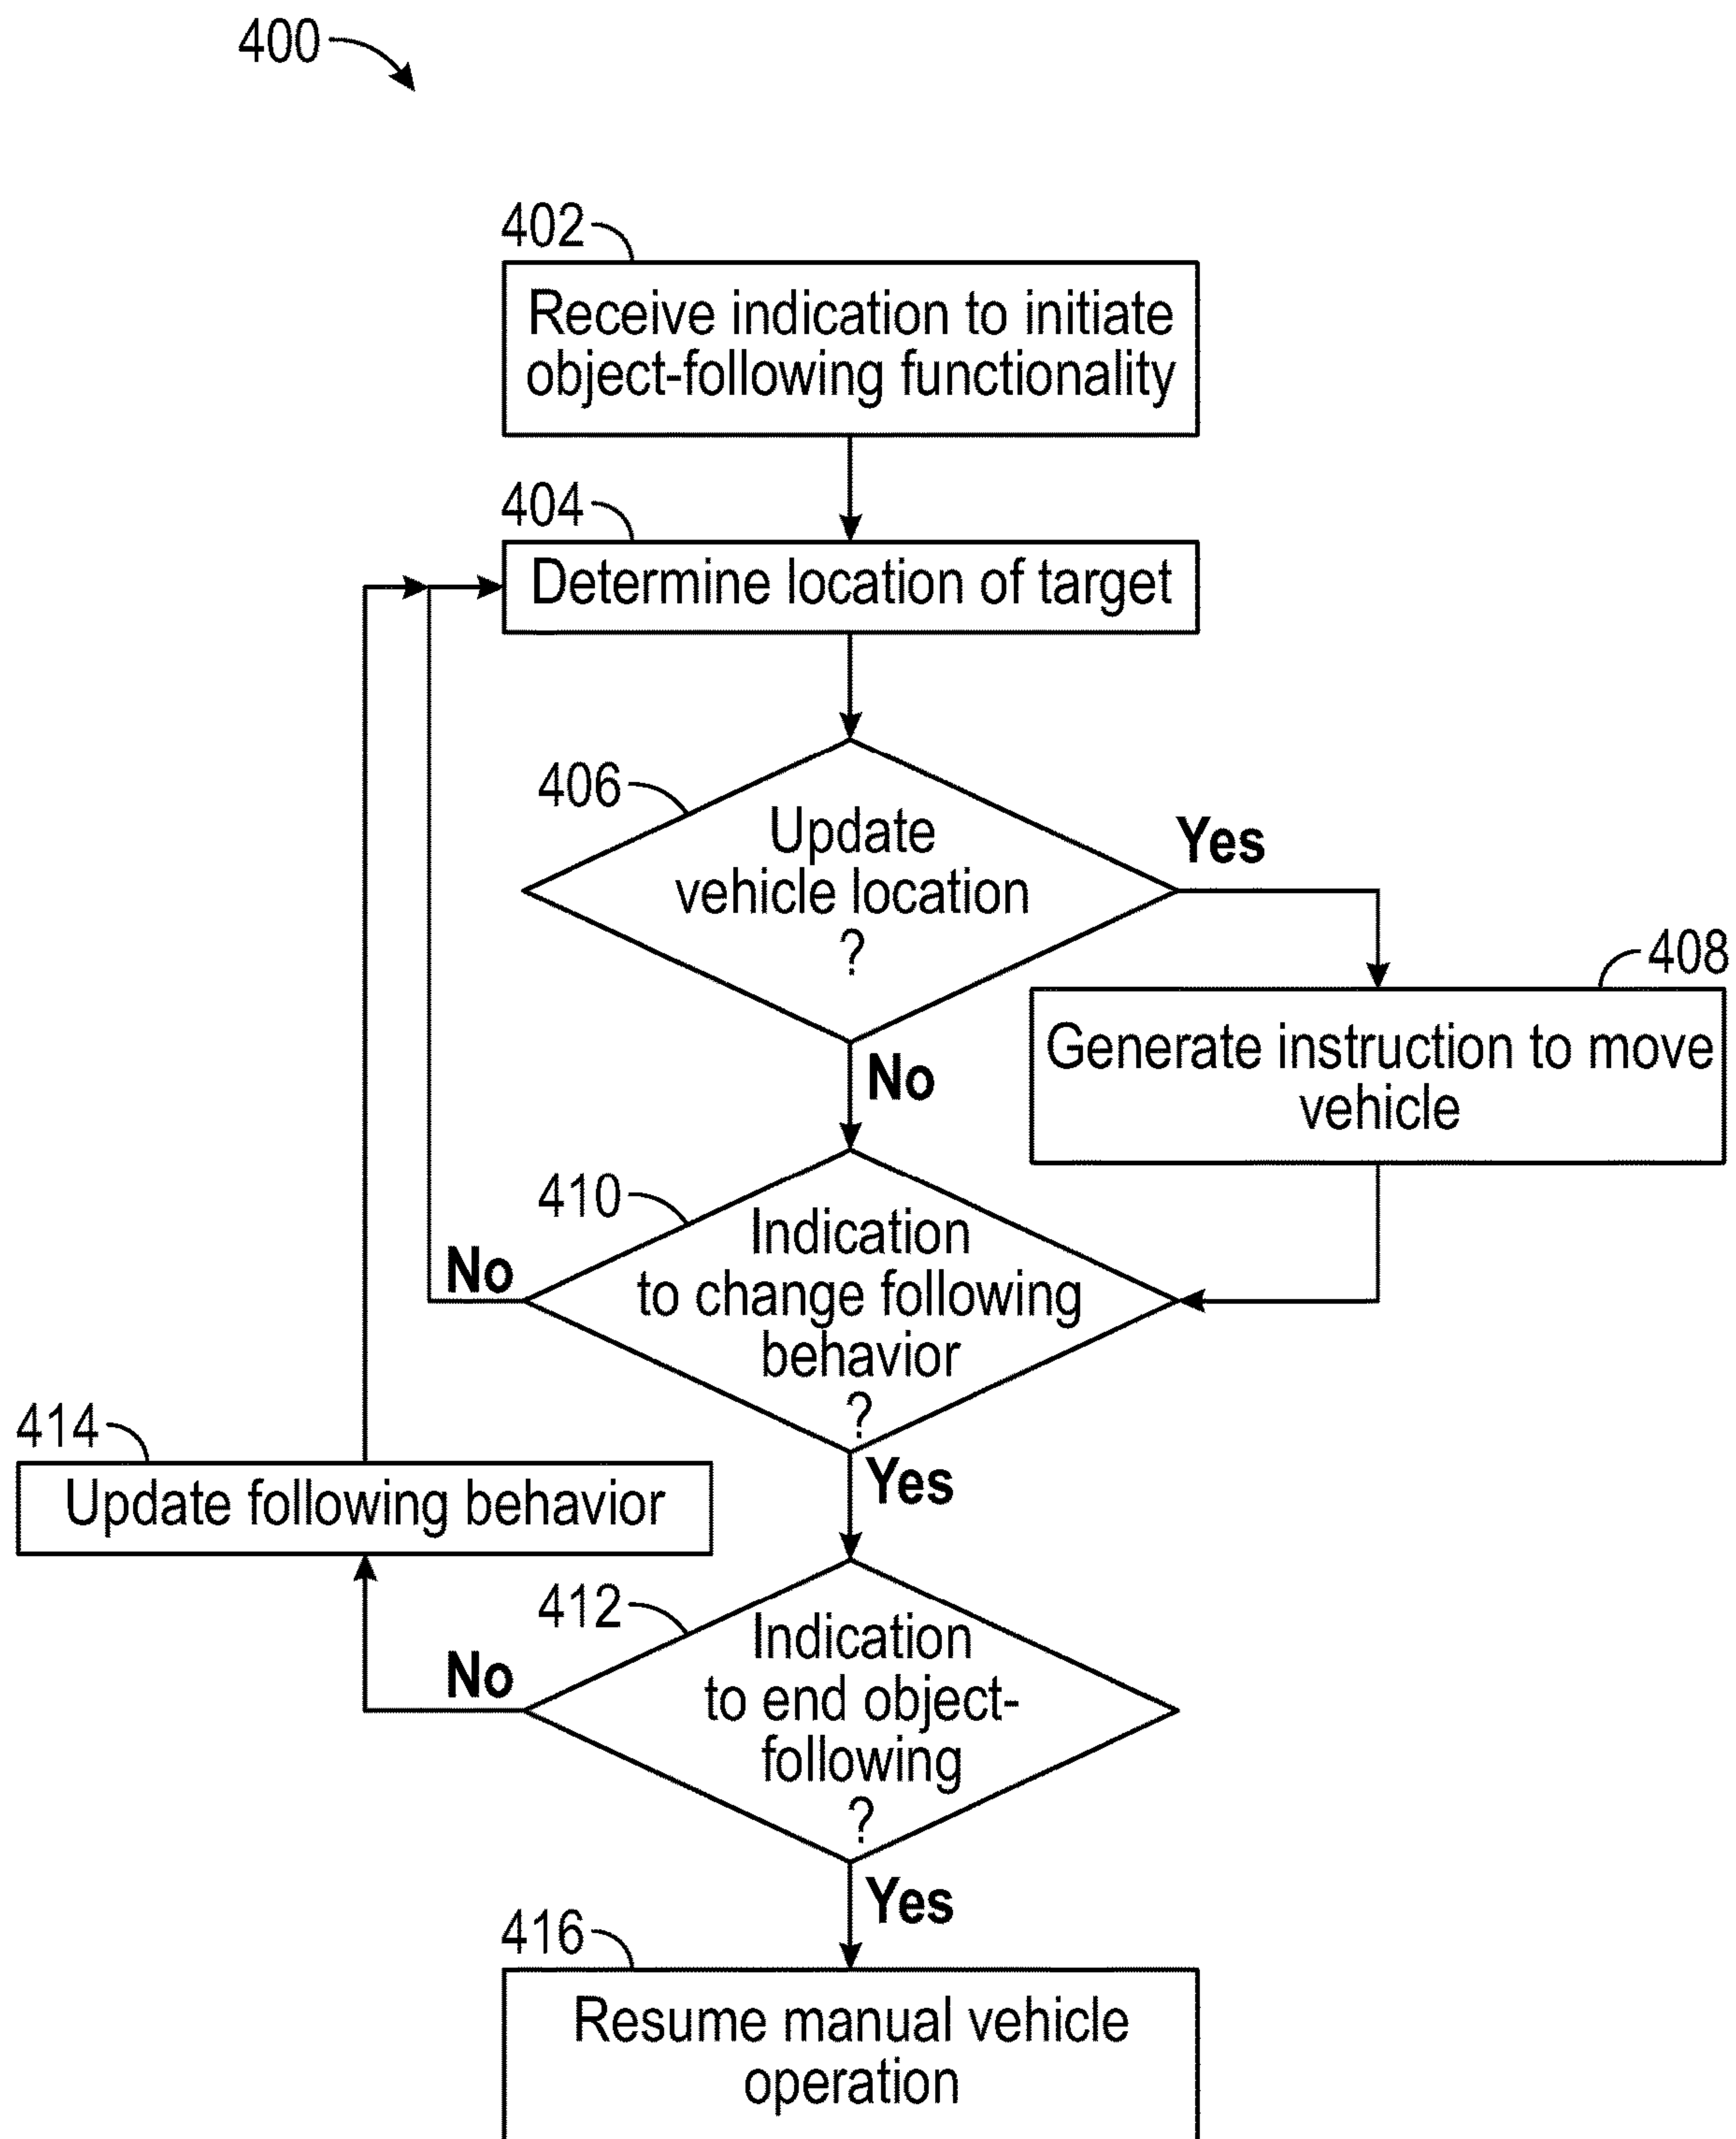 400
402
Receive indication to initiate
object-following functionality
404
Determine location of target
406
Update
vehicle location
?
Yes
408
Generate instruction to move
vehicle
No
410
Indication
to change following
behavior
?
No
414
Update following behavior
Yes
412
Indication
to end object-
following
?
No
Yes
416
Resume manual vehicle
operation